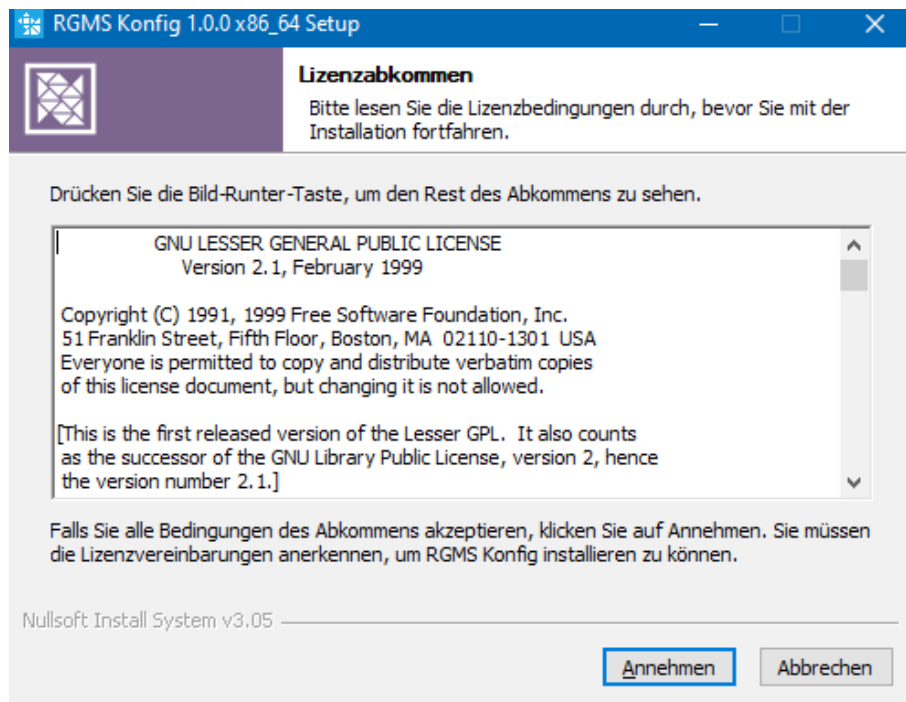 RGMS Konfig 1.0.0 x86_64 Setup
Lizenzabkommen
Bitte lesen Sie die Lizenzbedingungen durch, bevor Sie mit der
Installation fortfahren.
Drücken Sie die Bild-Runter-Taste, um den Rest des Abkommens zu sehen.
GNU LESSER GENERAL PUBLIC LICENSE
Version 2.1, February 1999
Copyright (C) 1991, 1999 Free Software Foundation, Inc.
51 Franklin Street, Fifth Floor, Boston, MA  02110-1301  USA
Everyone is permitted to copy and distribute verbatim copies
of this license document, but changing it is not allowed.
[This is the first released version of the Lesser GPL.  It also counts
as the successor of the GNU Library Public License, version 2, hence
the version number 2.1.]
Falls Sie alle Bedingungen des Abkommens akzeptieren, klicken Sie auf Annehmen. Sie müssen
die Lizenzvereinbarungen anerkennen, um RGMS Konfig installieren zu können.
Nullsoft Install System v3.05
Annehmen
Abbrechen